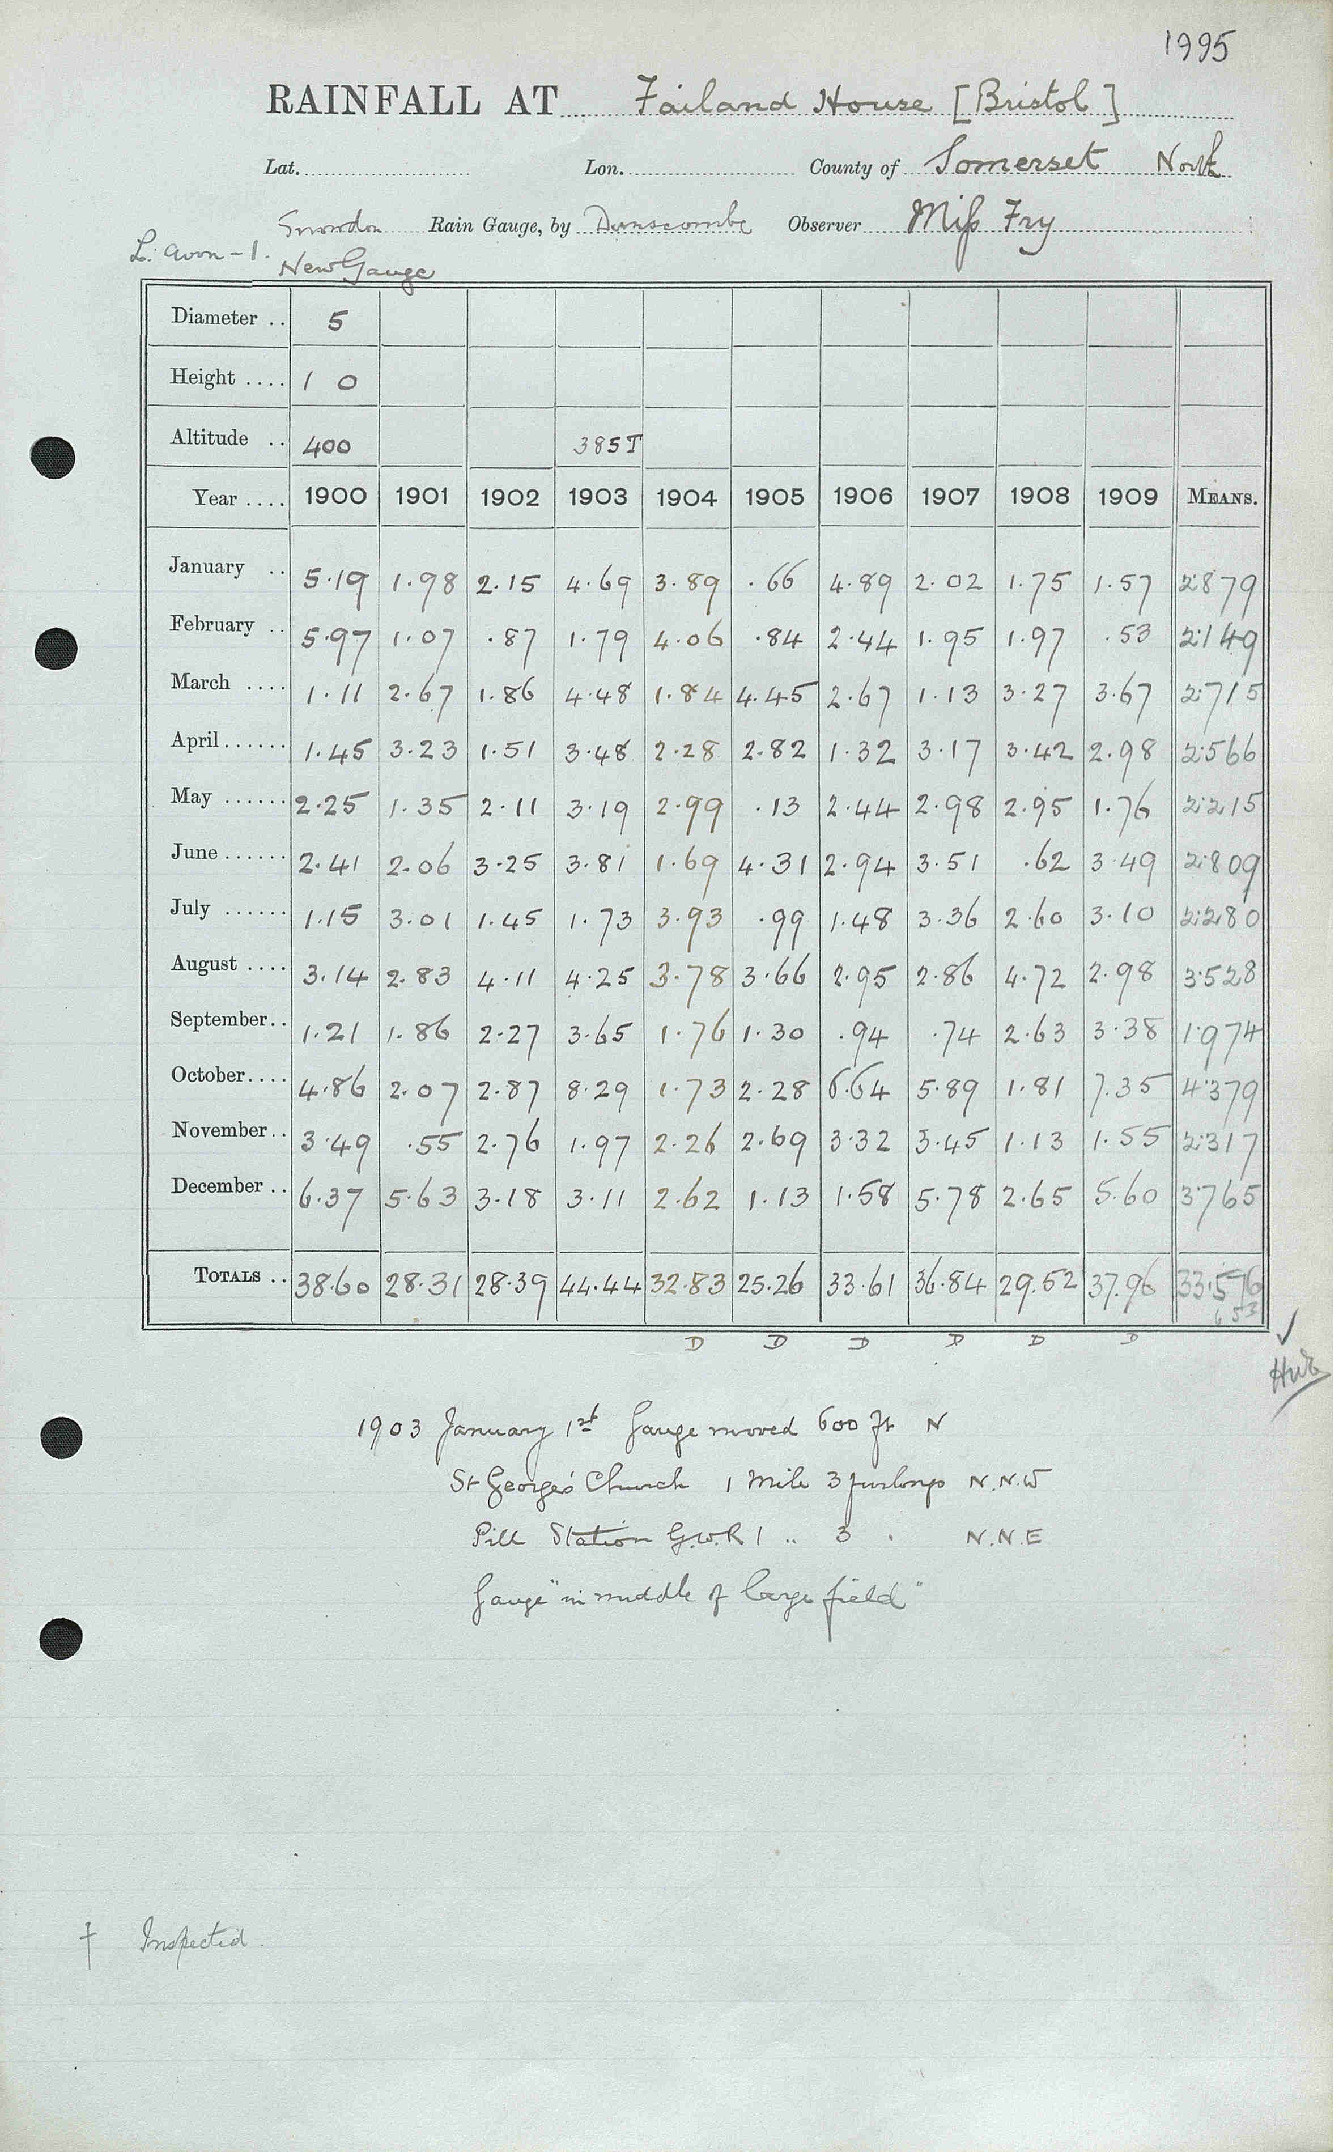 1995
RAINFALL AT Failand House [Bristol]
Lat. Lon. County of Somerset North
Snowdon Rain Gauge, by Dunscombe Observer Miss Fry
L. Avon - 1. New Gauge
Diameter .. 5
Height .... 1 0
Altitude .. 400 385T
Year .... 1900 1901 1902 1903 1904 1905 1906 1907 1908 1909 MEANS.
January .. 5.19 1.98 2.15 4.69 3.89 .66 4.89 2.02 1.75 1.57 2.879
February .. 5.97 1.07 .87 1.79 4.06 .84 2.44 1.95 1.97 .53 2.149
March .... 1.11 2.67 1.86 4.48 1.84 4.45 2.67 1.13 3.27 3.67 2.715
April...... 1.45 3.23 1.51 3.48 2.28 2.82 1.32 3.17 3.42 2.98 2.566
May ...... 2.25 1.35 2.11 3.19 2.99 .13 2.44 2.98 2.95 1.76 2.215
June ...... 2.41 2.06 3.25 3.81 1.69 4.31 2.94 3.51 .62 3.49 2.809
July ...... 1.15 3.01 1.45 1.73 3.93 .99 1.48 3.36 2.60 3.10 2.280
August .... 3.14 2.83 4.11 4.25 3.78 3.66 2.95 2.86 4.72 2.98 3.528
September.. 1.21 1.86 2.27 3.65 1.76 1.30 .94 .74 2.63 3.38 1.974
October.... 4.86 2.07 2.87 8.29 1.73 2.28 6.64 5.89 1.81 7.35 4.379
November.. 3.49 .55 2.76 1.97 2.26 2.69 3.32 3.45 1.13 1.55 2.317
December .. 6.37 5.63 3.18 3.11 2.62 1.13 1.58 5.78 2.65 5.60 3.765
TOTALS .. 38.60 28.31 28.39 44.44 32.83 25.26 33.61 36.84 29.52 37.96 33.576
6 53
D D D D D D
1903 January 1st Gauge moved 600 ft N
St George's Church 1 Mile 3 furlongs N.N.W
Pill Station G.W.R 1 " 3 " N.N.E
Gauge "in middle of large field"
† Inspected